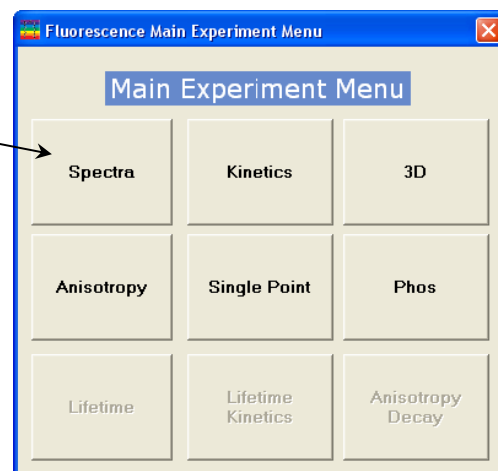 Fluorescence Main Experiment Menu
Main Experiment Menu
Spectra
Kinetics
3D
Anisotropy
Single Point
Phos
Lifetime
Lifetime
Kinetics
Anisotropy
Decay